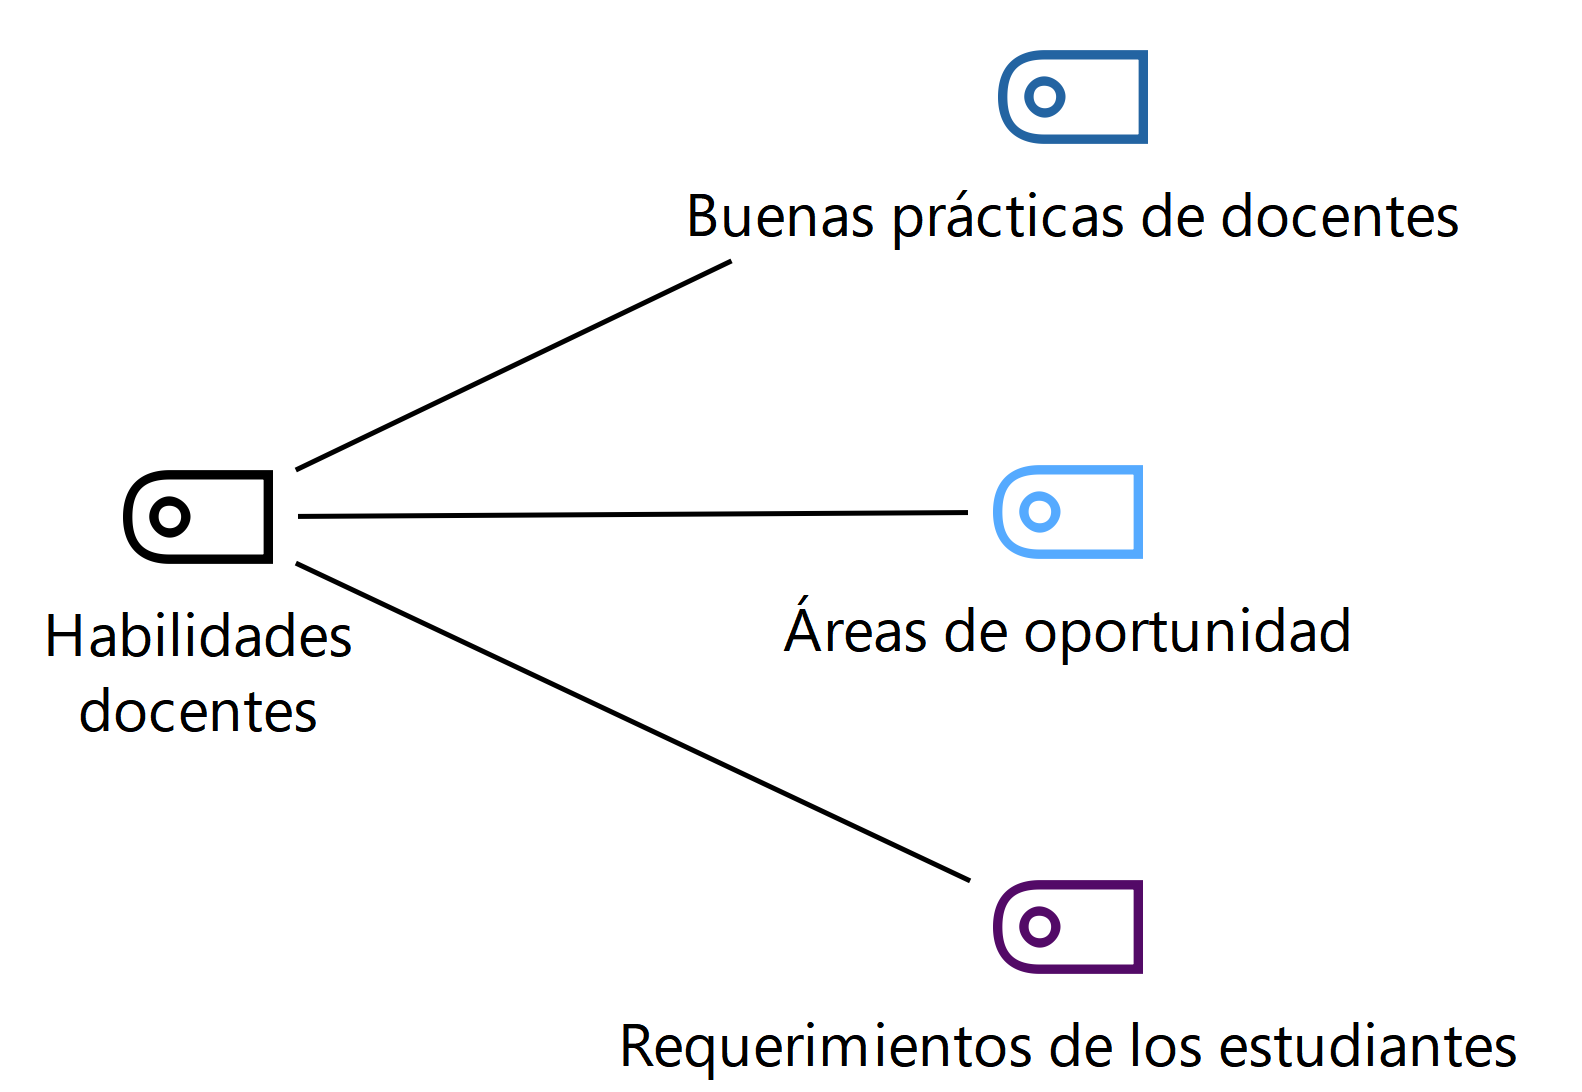 Buenas prácticas de docentes
Habilidades
docentes
Áreas de oportunidad
Requerimientos de los estudiantes